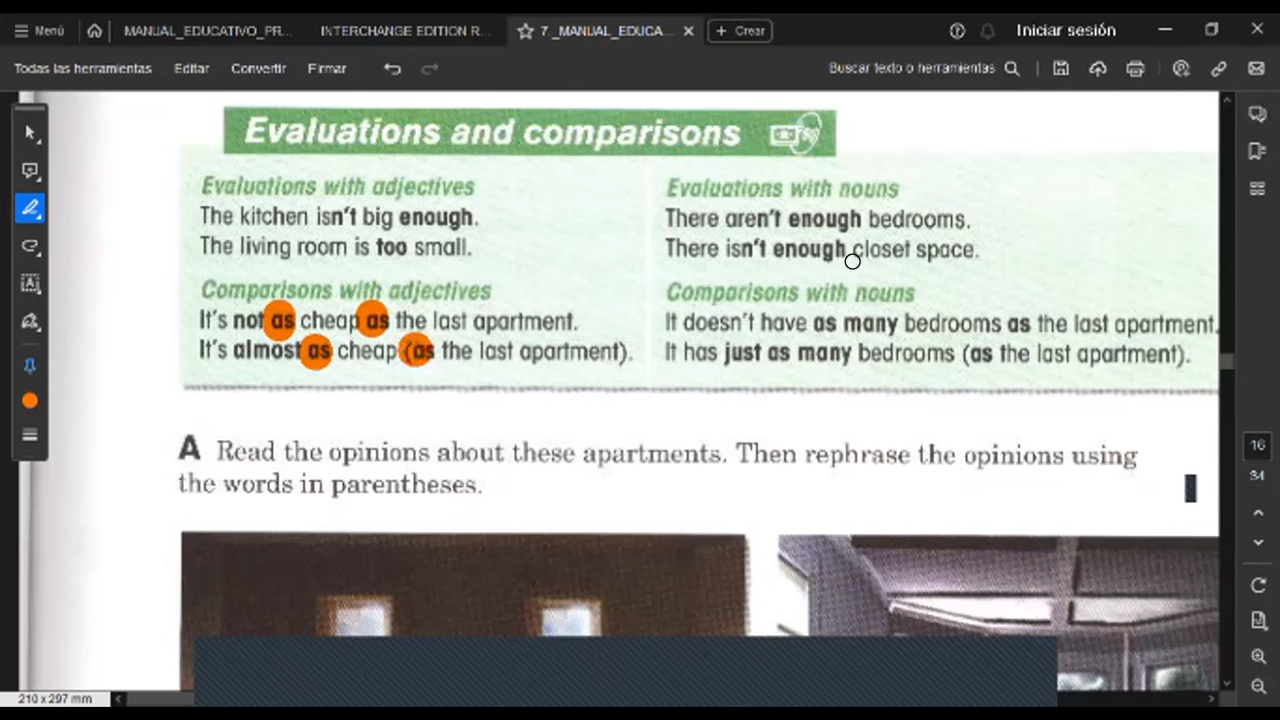 Menú
MANUAL_EDUCATIVO_PR...
INTERCHANGE EDITION R...
7._MANUAL_EDUCA...
+ Crear
Iniciar sesión
Todas las herramientas
Editar
Convertir
Firmar
Buscar texto o herramientas
Evaluations and comparisons
Evaluations with adjectives
The kitchen isn't big enough.
The living room is too small.
Comparisons with adjectives
It's not as cheap as the last apartment.
It's almost as cheap (as the last apartment).
Evaluations with nouns
There aren't enough bedrooms.
There isn't enough closet space.
Comparisons with nouns
It doesn't have as many bedrooms as the last apartment.
It has just as many bedrooms (as the last apartment).
A Read the opinions about these apartments. Then rephrase the opinions using
the words in parentheses.
16
34
210 x 297 mm